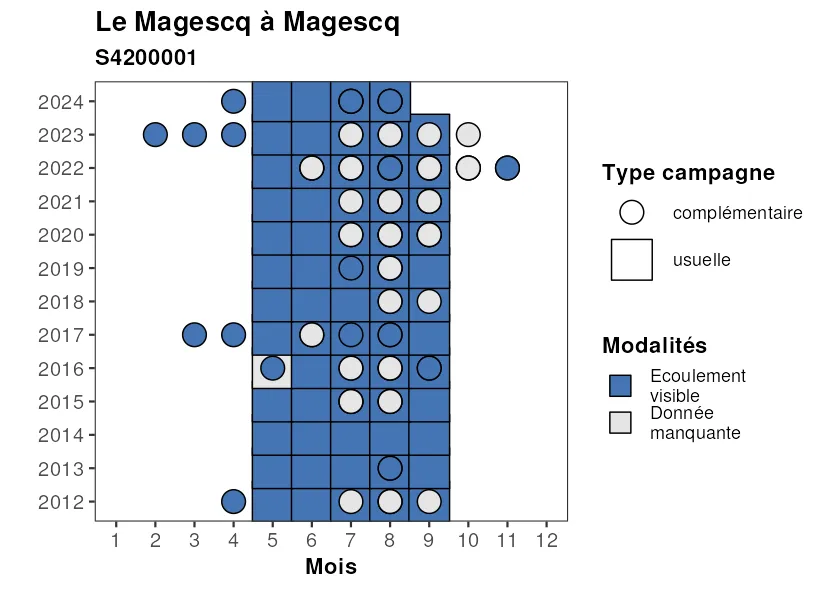 Le Magescq à Magescq
S4200001
2024
2023
2022
2021
2020
2019
2018
2017
2016
2015
2014
2013
2012
1 2 3 4 5 6 7 8 9 10 11 12
Mois
Type campagne
complémentaire
usuelle
Modalités
Ecoulement
visible
Donnée
manquante